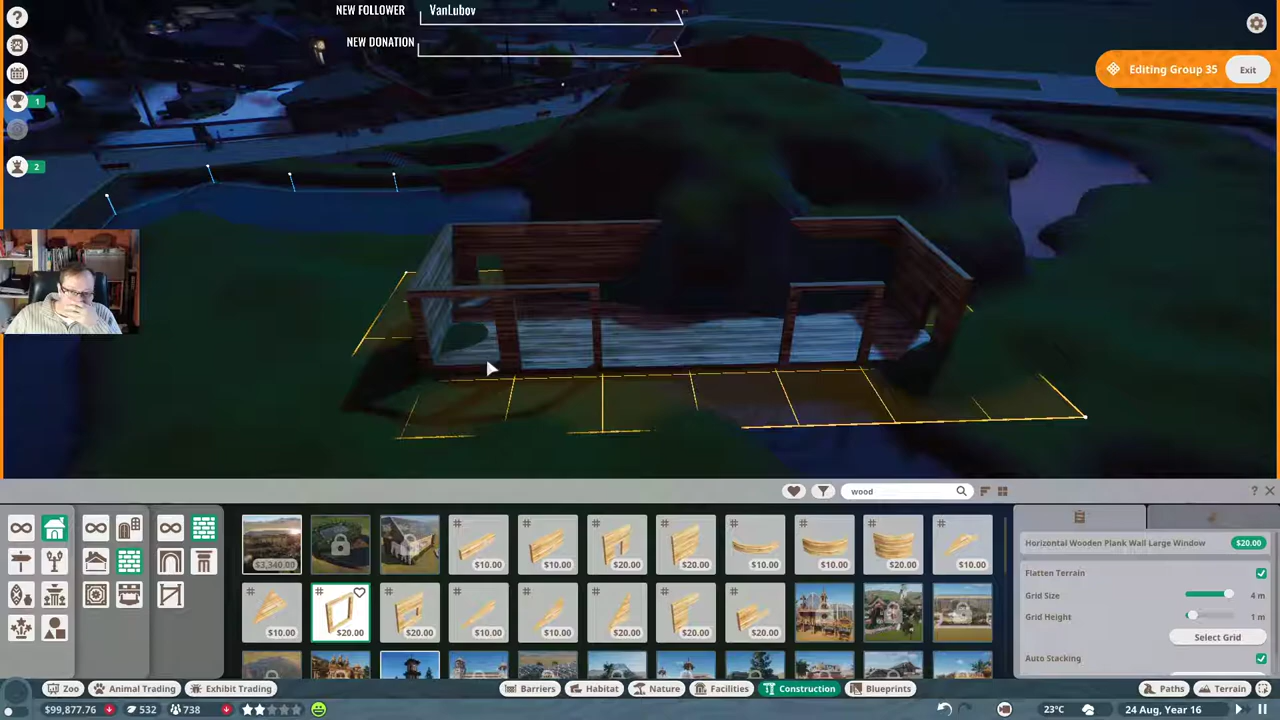 NEW FOLLOWER VanLubov
NEW DONATION
Editing Group 35 Exit
1
2
wood
$3,340.00 $10.00 $10.00 $20.00 $20.00 $10.00 $10.00 $20.00 $10.00
$10.00 $20.00 $20.00 $10.00 $10.00 $20.00 $20.00 $20.00
Horizontal Wooden Plank Wall Large Window $20.00
Flatten Terrain
Grid Size 4 m
Grid Height 1 m
Select Grid
Auto Stacking
Zoo Animal Trading Exhibit Trading Barriers Habitat Nature Facilities Construction Blueprints Paths Terrain
$99,877.76 532 738 23°C 24 Aug, Year 16